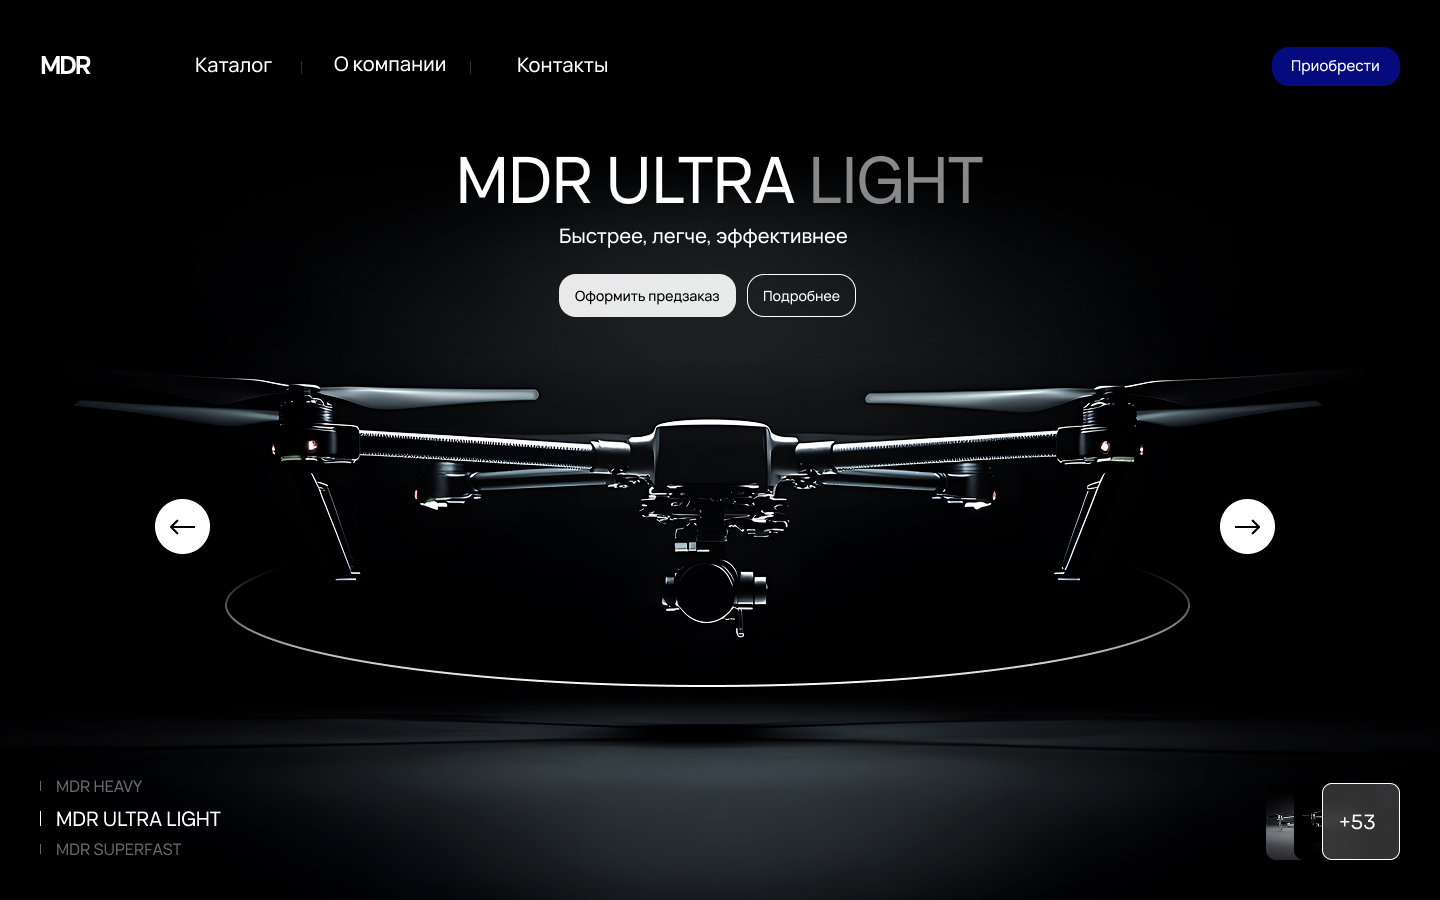 MDR
Каталог
О компании
Контакты
Приобрести
MDR ULTRA LIGHT
Быстрее, легче, эффективнее
Оформить предзаказ
Подробнее
MDR HEAVY
MDR ULTRA LIGHT
MDR SUPERFAST
+53